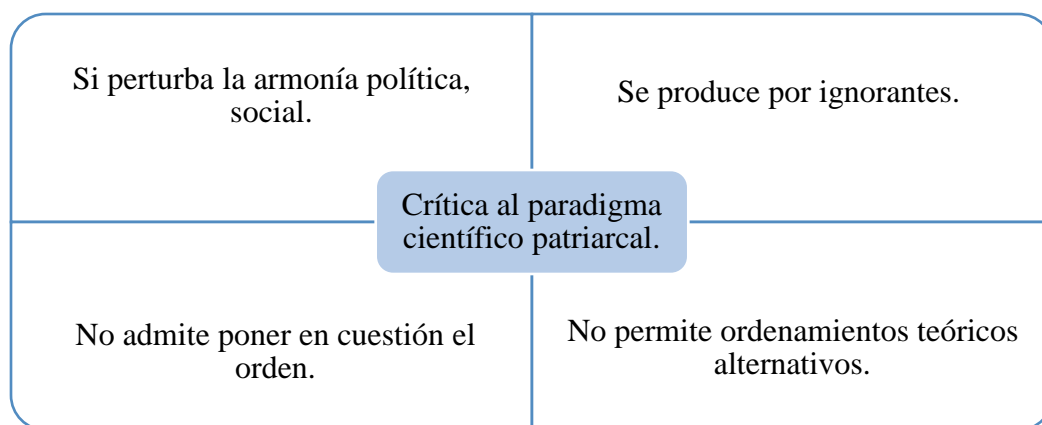 Si perturba la armonía política,
social.
Se produce por ignorantes.
Crítica al paradigma
científico patriarcal.
No admite poner en cuestión el
orden.
No permite ordenamientos teóricos
alternativos.